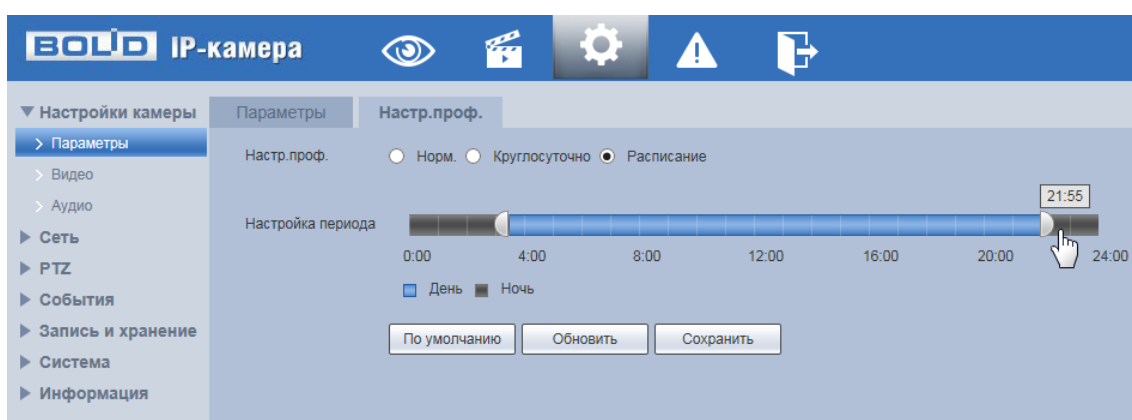 BOLID IP-камера
Настройки камеры
Параметры
Видео
Аудио
Сеть
PTZ
События
Запись и хранение
Система
Информация
Параметры Настр.проф.
Настр.проф. Норм. Круглосуточно Расписание
21:55
Настройка периода
0:00 4:00 8:00 12:00 16:00 20:00 24:00
День Ночь
По умолчанию Обновить Сохранить